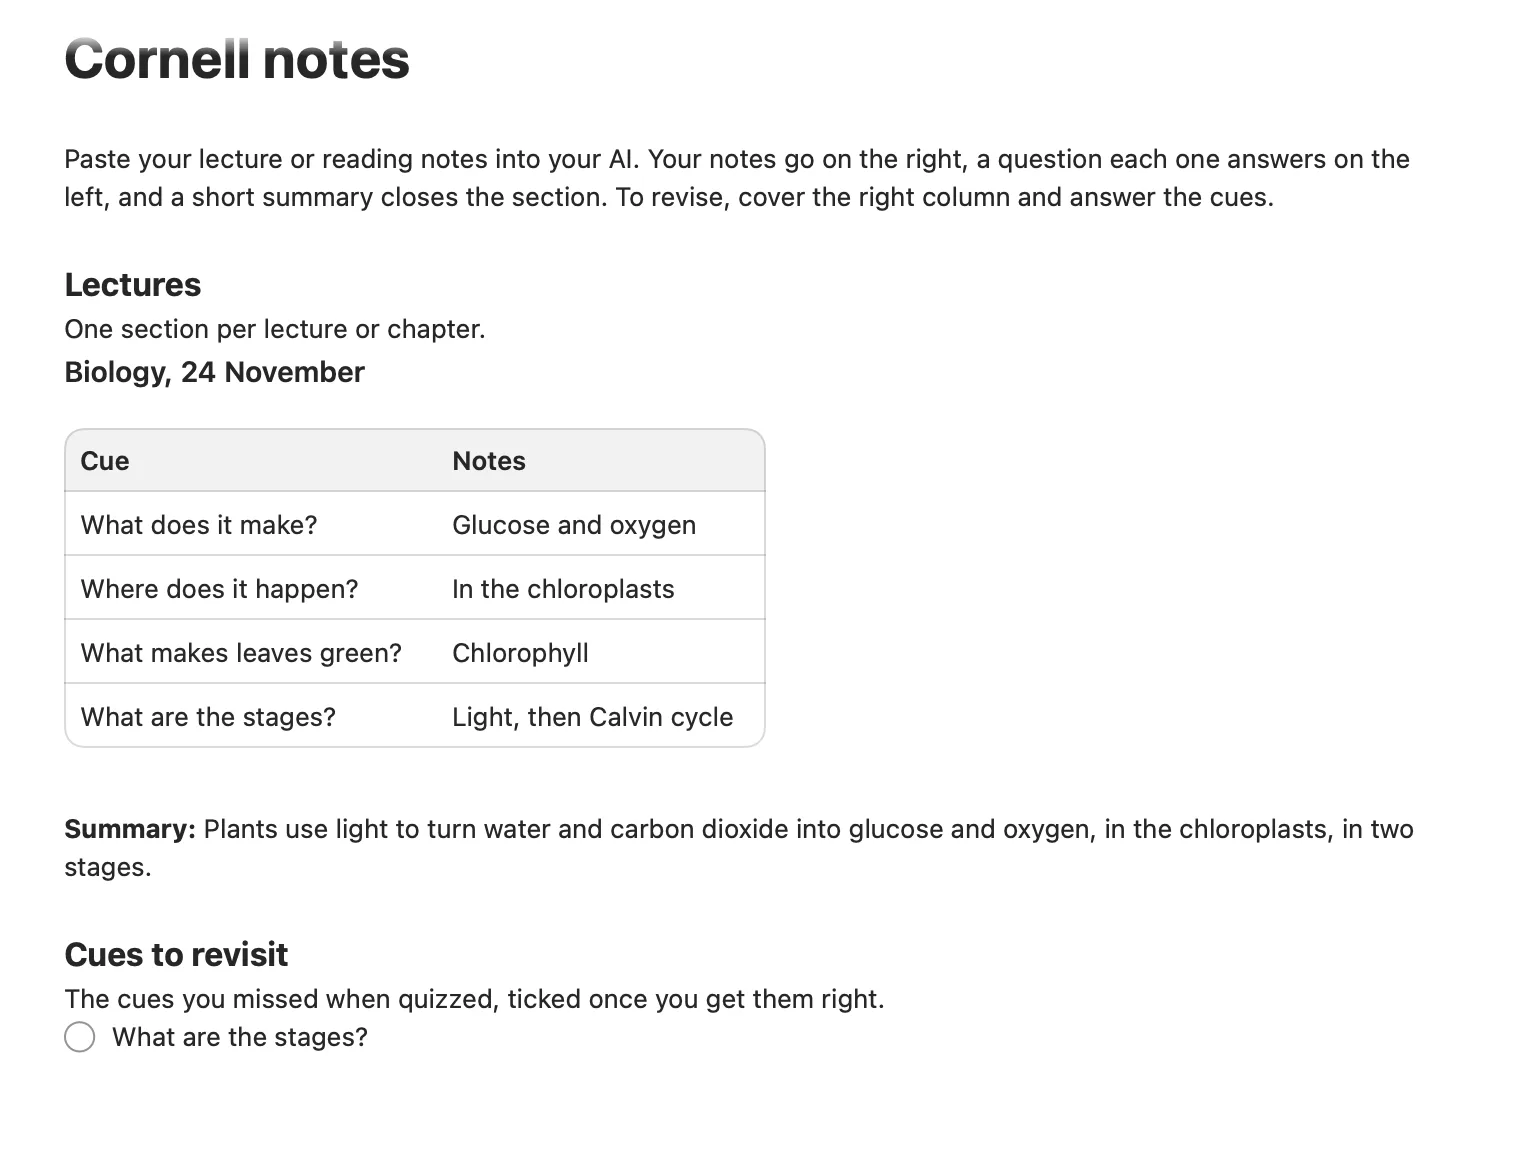 Cornell notes
Paste your lecture or reading notes into your AI. Your notes go on the right, a question each one answers on the
left, and a short summary closes the section. To revise, cover the right column and answer the cues.
Lectures
One section per lecture or chapter.
Biology, 24 November
Cue Notes
What does it make? Glucose and oxygen
Where does it happen? In the chloroplasts
What makes leaves green? Chlorophyll
What are the stages? Light, then Calvin cycle
Summary: Plants use light to turn water and carbon dioxide into glucose and oxygen, in the chloroplasts, in two
stages.
Cues to revisit
The cues you missed when quizzed, ticked once you get them right.
What are the stages?